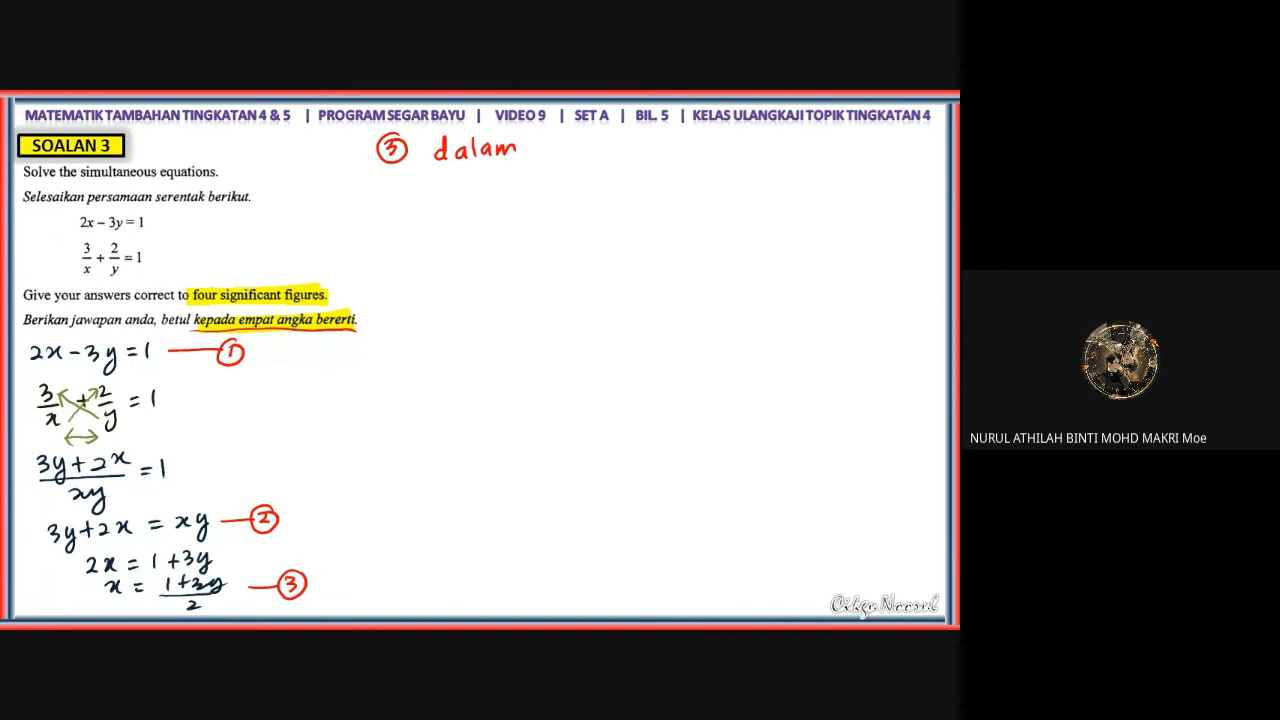 MATEMATIK TAMBAHAN TINGKATAN 4 & 5 | PROGRAM SEGAR BAYU | VIDEO 9 | SET A | BIL. 5 | KELAS ULANGKAJI TOPIK TINGKATAN 4
SOALAN 3
③ dalam
Solve the simultaneous equations.
Selesaikan persamaan serentak berikut.
2x – 3y = 1
3/x + 2/y = 1
Give your answers correct to four significant figures.
Berikan jawapan anda, betul kepada empat angka bererti.
2x - 3y = 1 — ①
3/x + 2/y = 1
(3y + 2x)/xy = 1
3y + 2x = xy — ②
2x = 1 + 3y
x = (1 + 3y)/2 — ③
Cikgu Noorul
NURUL ATHILAH BINTI MOHD MAKRI Moe